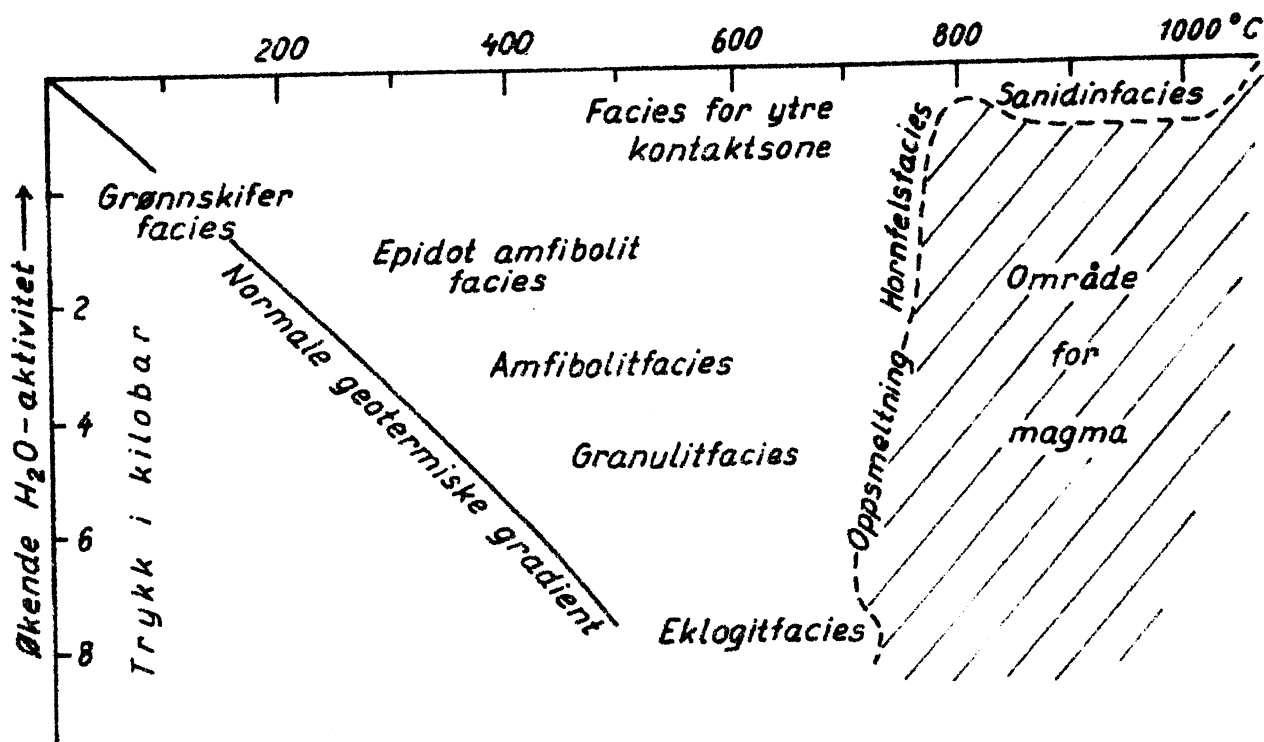 200 400 600 800 1000 °C
Facies for ytre
kontaktsone
Sanidinfacies
Grønnskifer
facies
Epidot amfibolit
facies
Amfibolitfacies
Granulitfacies
Eklogitfacies
Normale geotermiske gradient
Oppsmeltning
Hornfelsfacies
Område
for
magma
2
4
6
8
Trykk i kilobar
Økende H₂O-aktivitet →